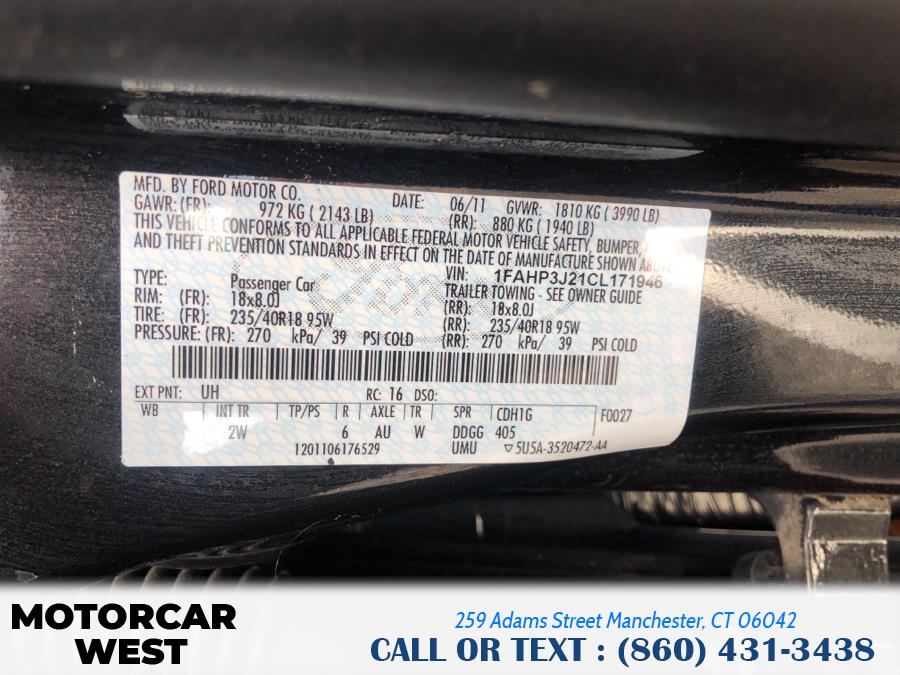 MFD. BY FORD MOTOR CO.
DATE: 06/11 GVWR: 1810 KG ( 3990 LB)
GAWR: (FR): 972 KG ( 2143 LB) (RR): 880 KG ( 1940 LB)
THIS VEHICLE CONFORMS TO ALL APPLICABLE FEDERAL MOTOR VEHICLE SAFETY, BUMPER,
AND THEFT PREVENTION STANDARDS IN EFFECT ON THE DATE OF MANUFACTURE SHOWN
VIN: 1FAHP3J21CL171946
TYPE: Passenger Car TRAILER TOWING - SEE OWNER GUIDE
RIM: (FR): 18x8.0J (RR): 18x8.0J
TIRE: (FR): 235/40R18 95W (RR): 235/40R18 95W
PRESSURE: (FR): 270 kPa/ 39 PSI COLD (RR): 270 kPa/ 39 PSI COLD
EXT PNT: UH RC: 16 DSO:
WB INT TR TP/PS R AXLE TR SPR CDH1G F0027
2W 6 AU W DDGG 405
1201106176529 UMU ▽5U5A-3520472-AA
MOTORCAR
WEST
259 Adams Street Manchester, CT 06042
CALL OR TEXT : (860) 431-3438